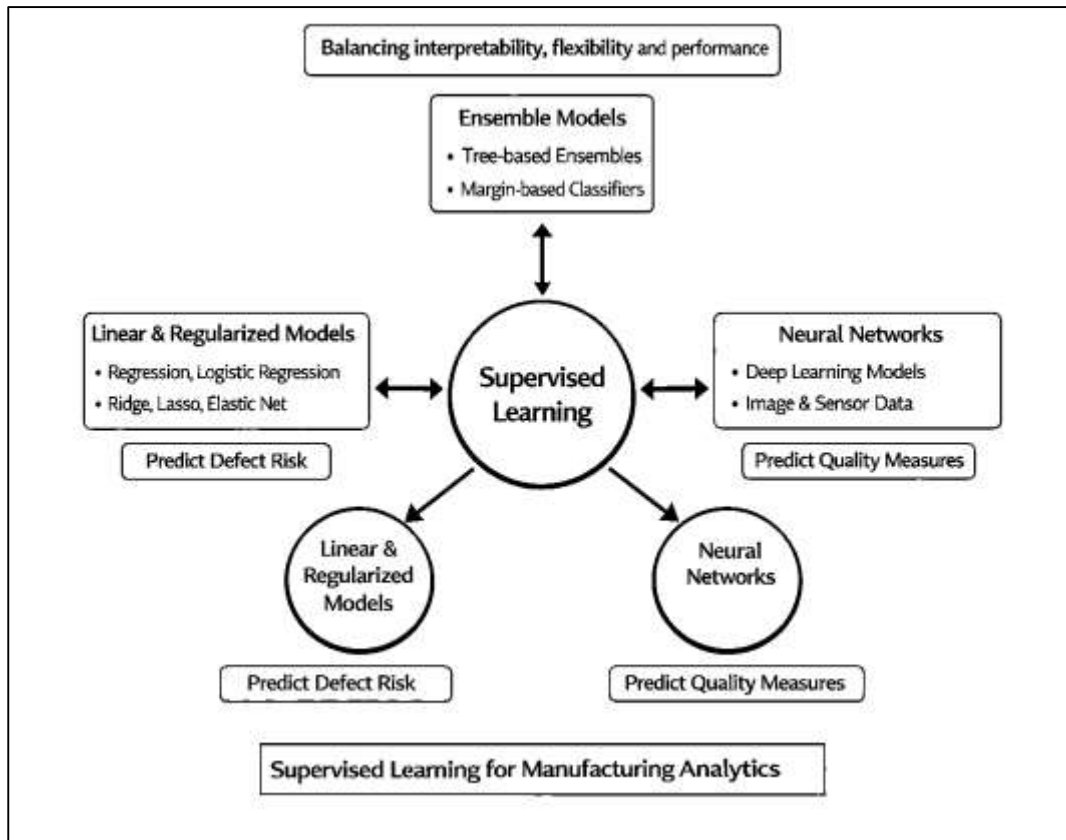 Balancing interpretability, flexibility and performance
Ensemble Models
• Tree-based Ensembles
• Margin-based Classifiers
Linear & Regularized Models
• Regression, Logistic Regression
• Ridge, Lasso, Elastic Net
Predict Defect Risk
Supervised
Learning
Neural Networks
• Deep Learning Models
• Image & Sensor Data
Predict Quality Measures
Linear &
Regularized
Models
Predict Defect Risk
Neural
Networks
Predict Quality Measures
Supervised Learning for Manufacturing Analytics